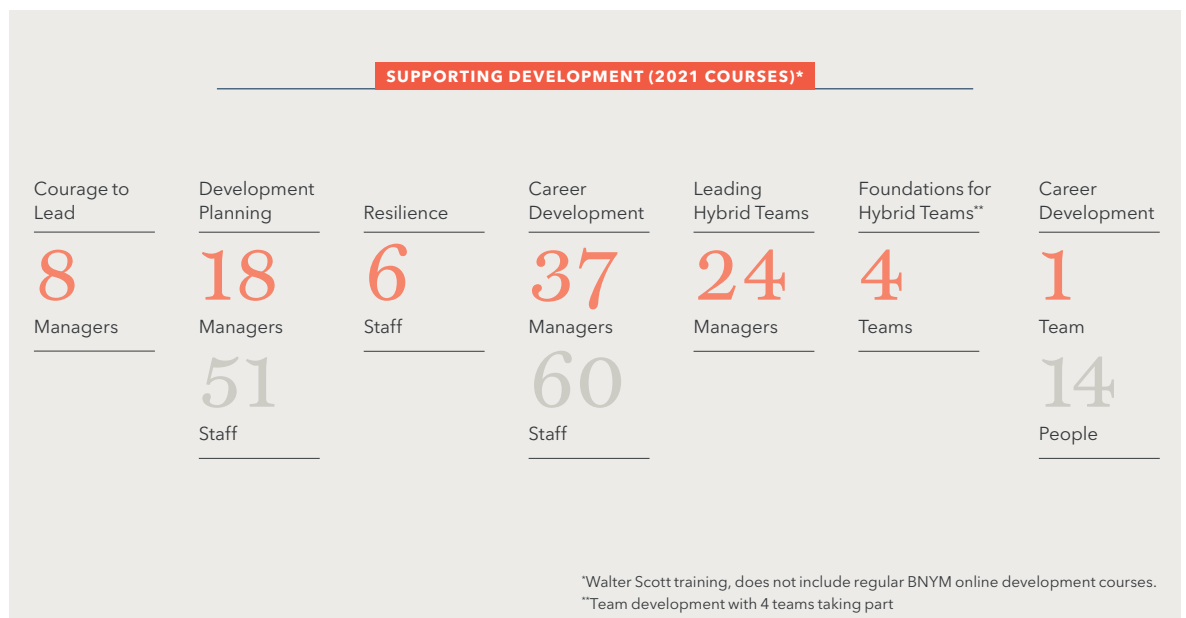 SUPPORTING DEVELOPMENT (2021 COURSES)*
Courage to
Lead
8
Managers
Development
Planning
18
Managers
51
Staff
Resilience
6
Staff
Career
Development
37
Managers
60
Staff
Leading
Hybrid Teams
24
Managers
Foundations for
Hybrid Teams**
4
Teams
Career
Development
1
Team
14
People
*Walter Scott training, does not include regular BNYM online development courses.
**Team development with 4 teams taking part